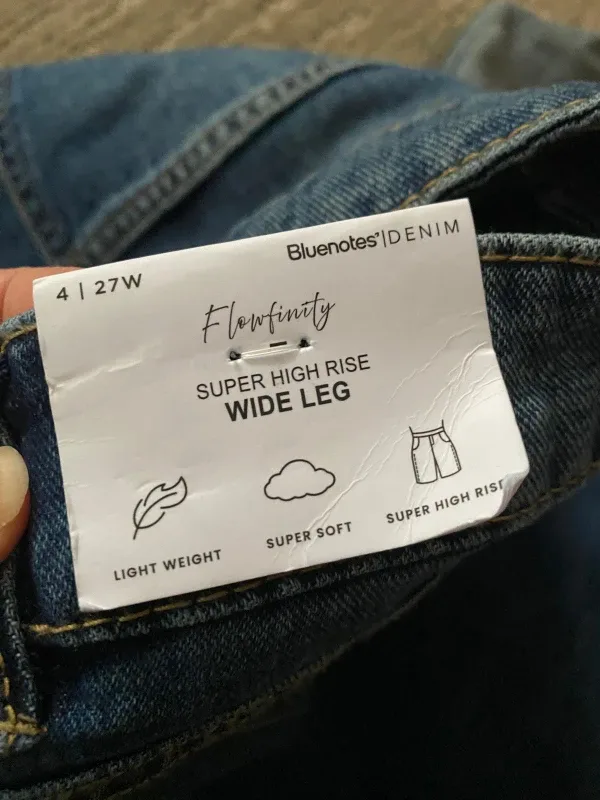 4 | 27W
Bluenotes'|DENIM
Flowfinity
SUPER HIGH RISE
WIDE LEG
LIGHT WEIGHT
SUPER SOFT
SUPER HIGH RISE